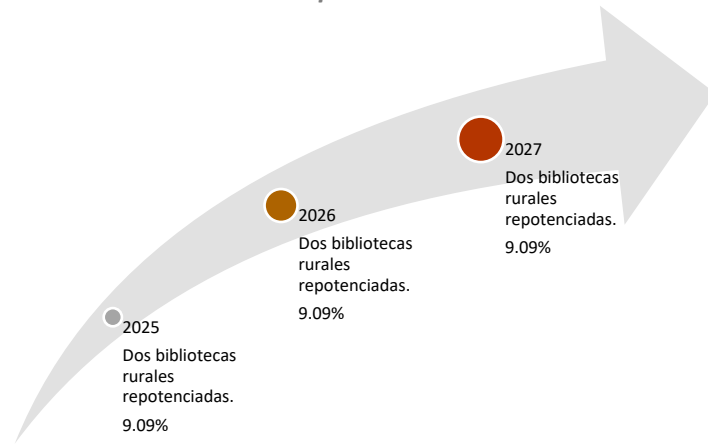 2025
Dos bibliotecas
rurales
repotenciadas.
9.09%
2026
Dos bibliotecas
rurales
repotenciadas.
9.09%
2027
Dos bibliotecas
rurales
repotenciadas.
9.09%